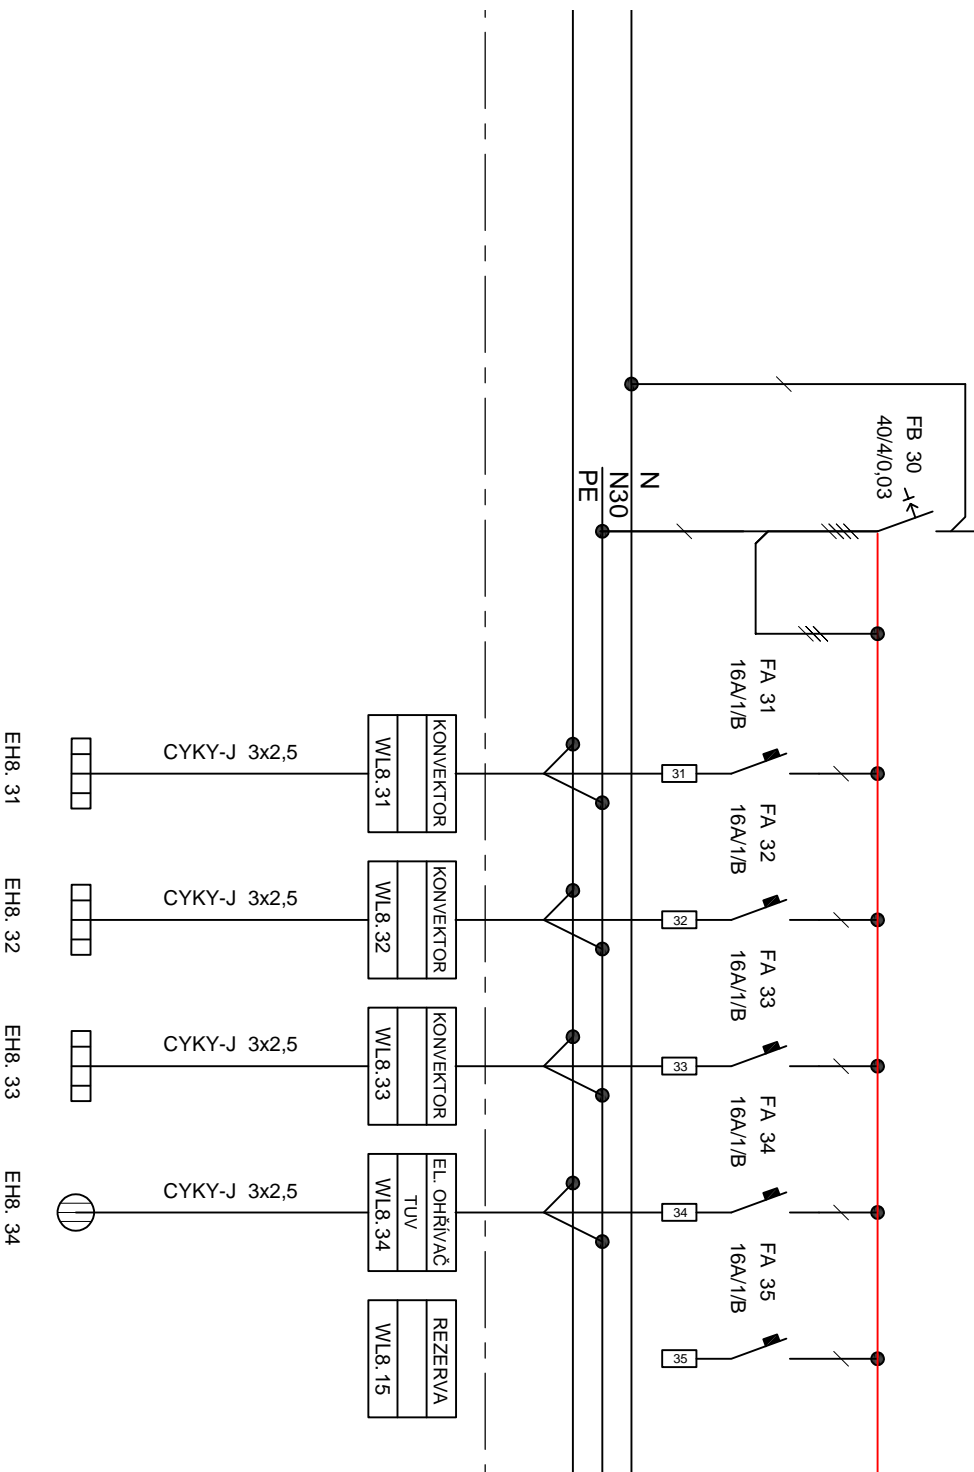 FB 30
40/4/0,03
N
N30
PE
FA 31
16A/1/B
FA 32
16A/1/B
FA 33
16A/1/B
FA 34
16A/1/B
FA 35
16A/1/B
31
32
33
34
35
KONVEKTOR
WL8.31
KONVEKTOR
WL8.32
KONVEKTOR
WL8.33
EL. OHŘÍVAČ
TUV
WL8.34
REZERVA
WL8.15
CYKY-J 3x2,5
CYKY-J 3x2,5
CYKY-J 3x2,5
CYKY-J 3x2,5
EH8. 31
EH8. 32
EH8. 33
EH8. 34